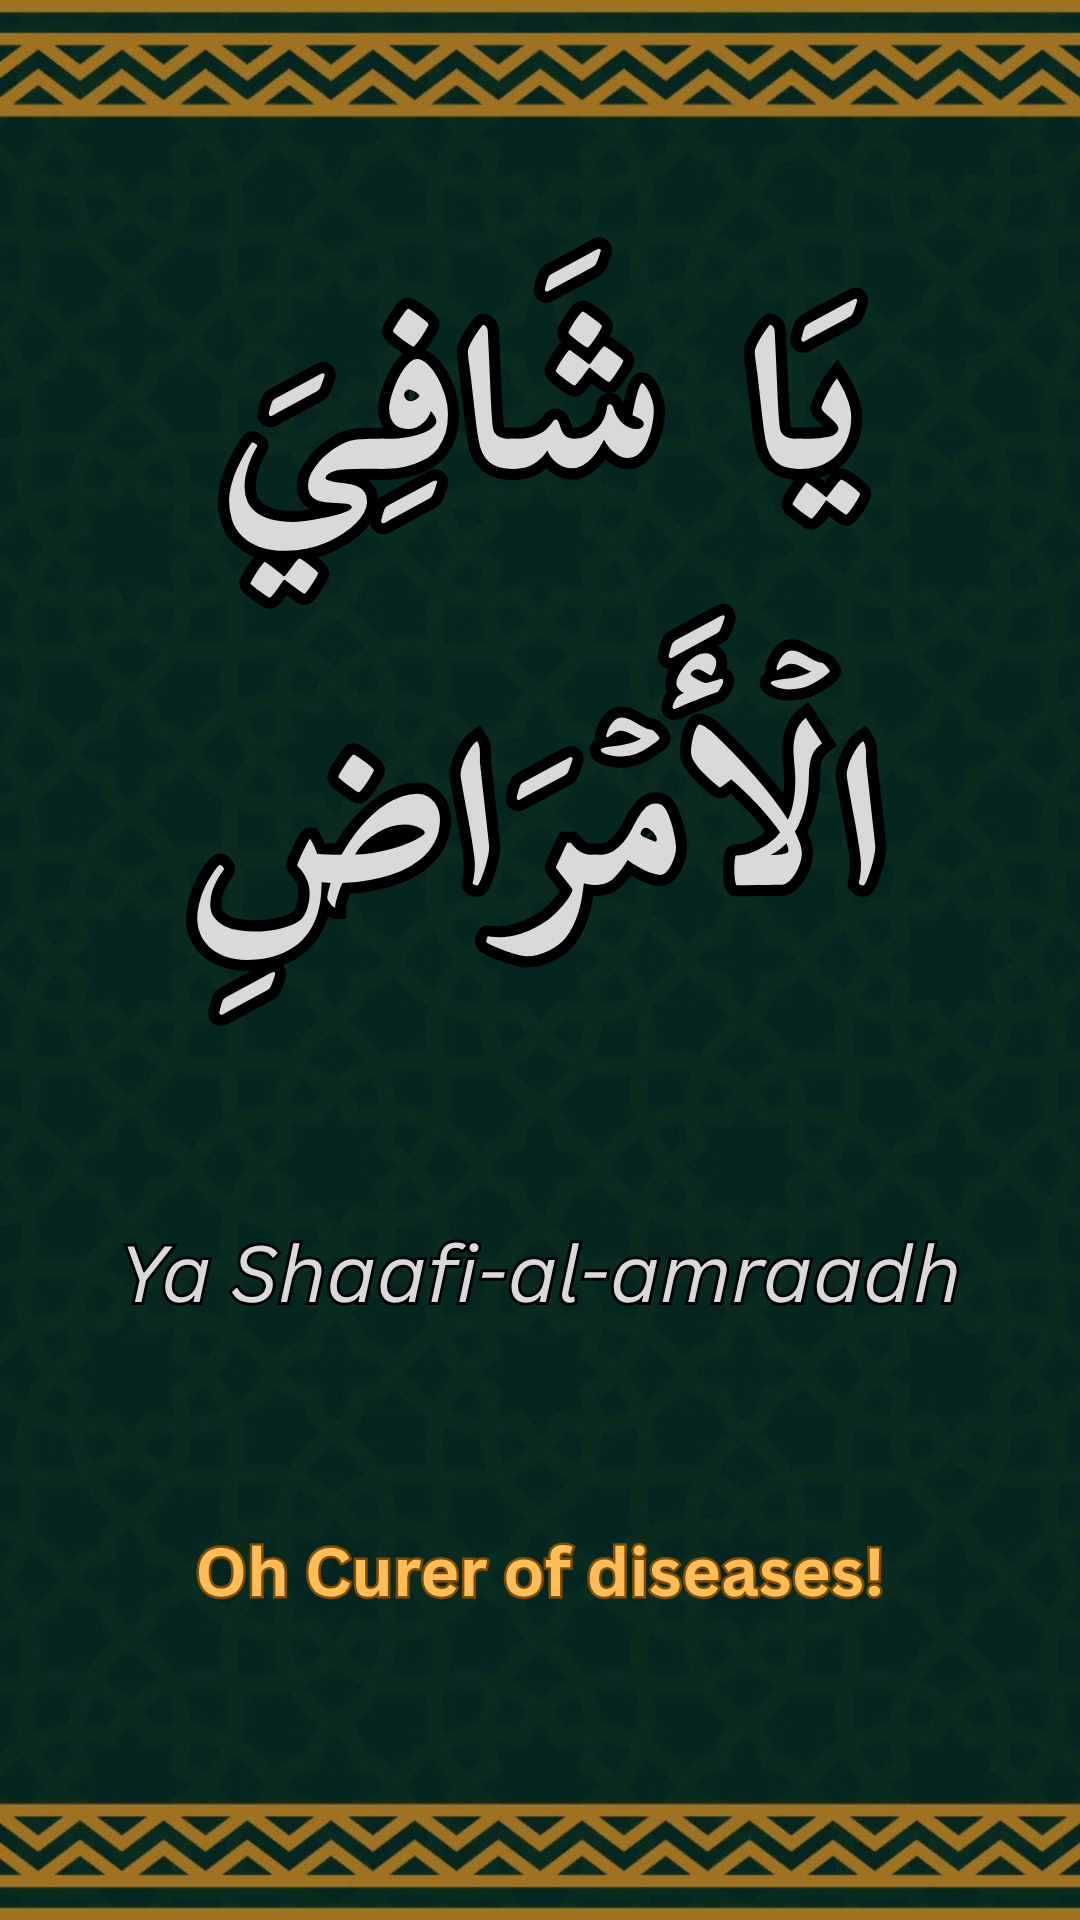 يَا شَافِيَ
الْأَمْرَاضِ
Ya Shaafi-al-amraadh
Oh Curer of diseases!